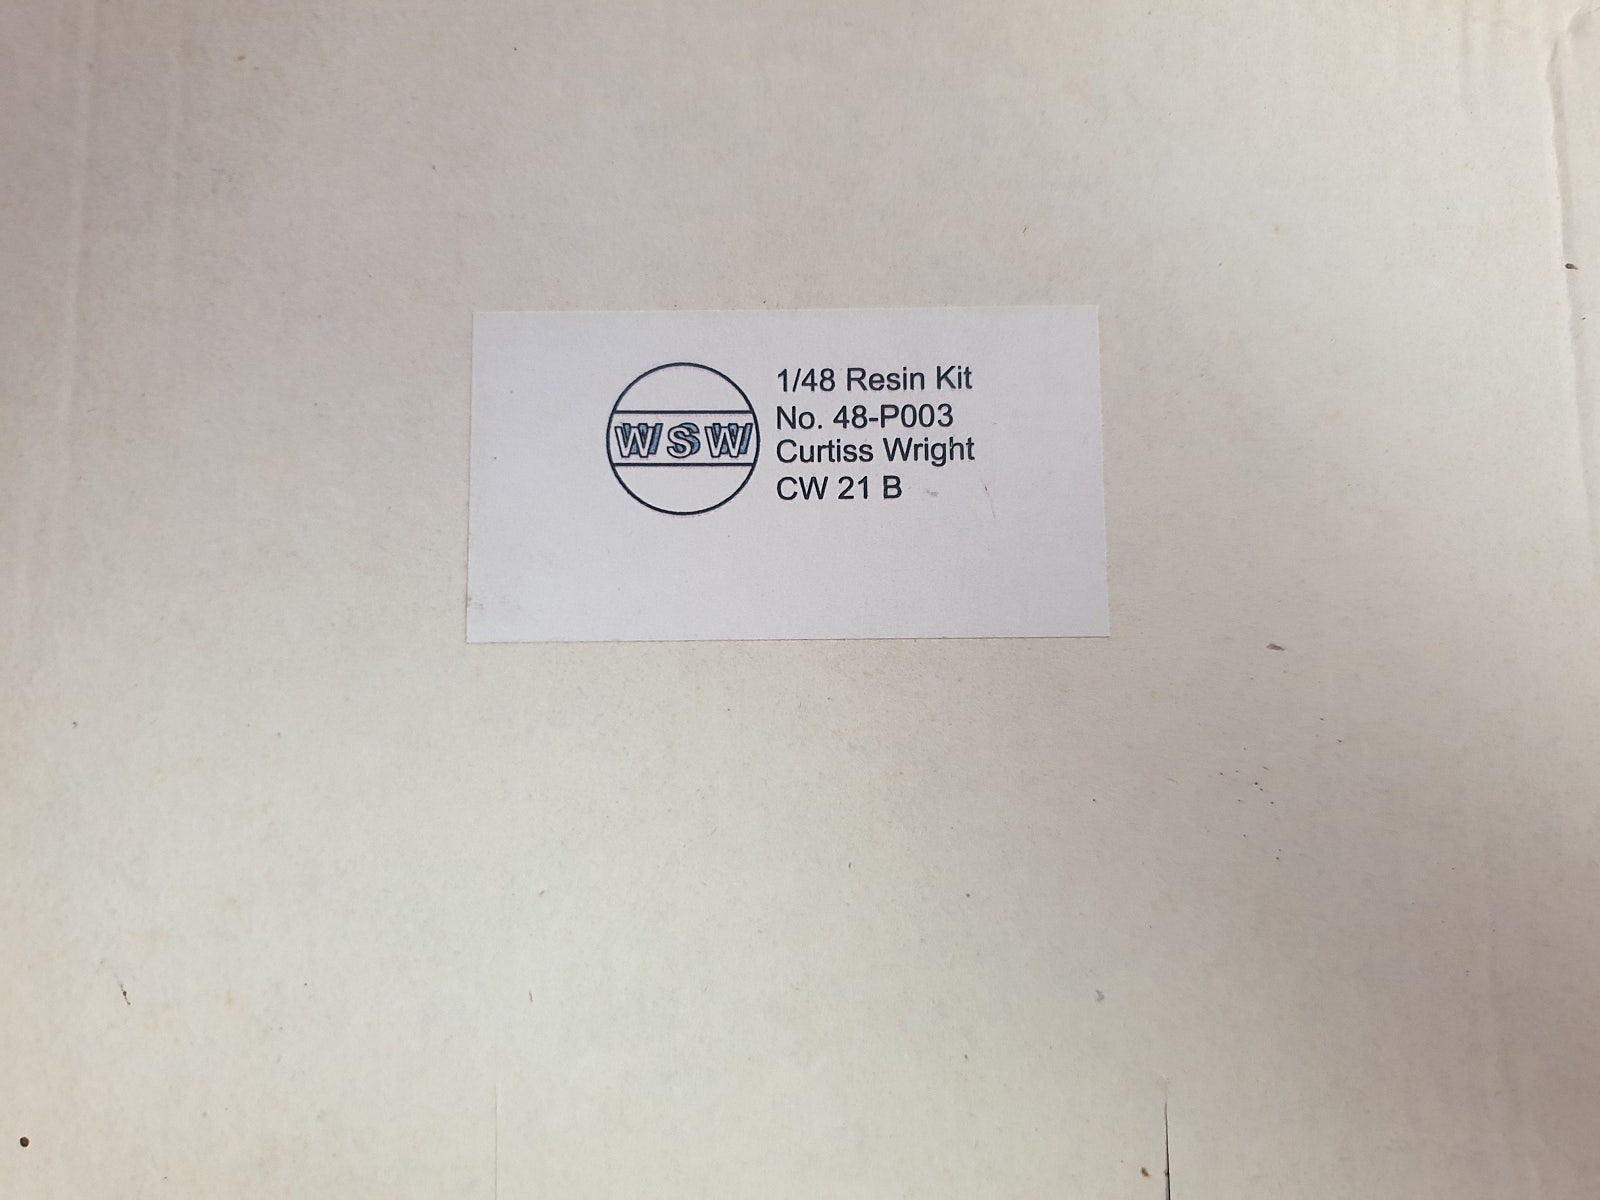 WSW
1/48 Resin Kit
No. 48-P003
Curtiss Wright
CW 21 B